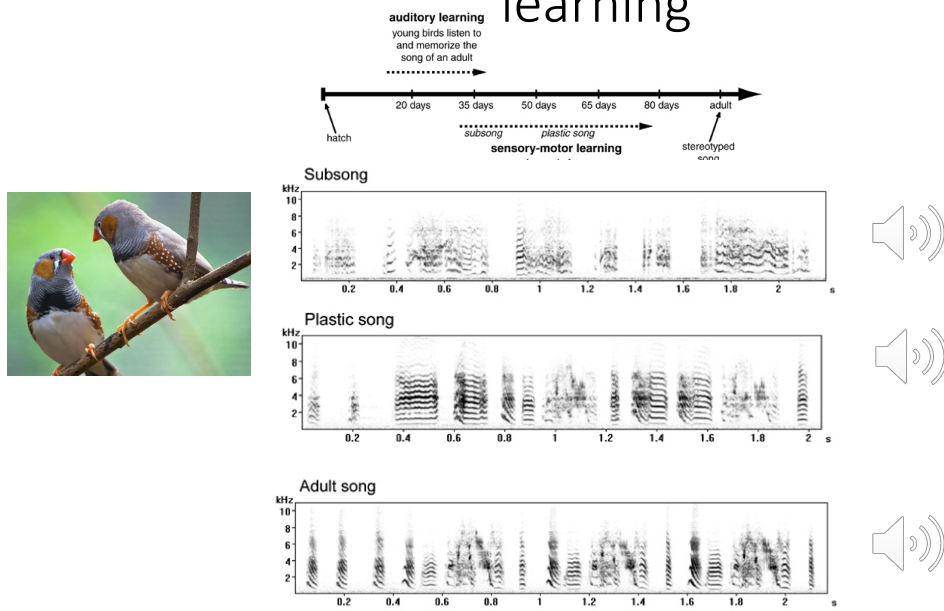 learning
auditory learning
young birds listen to
and memorize the
song of an adult
20 days 35 days 50 days 65 days 80 days adult
hatch
subsong plastic song
sensory-motor learning
stereotyped
song
Subsong
kHz
10
8
6
4
2
0.2 0.4 0.6 0.8 1 1.2 1.4 1.6 1.8 2 s
Plastic song
kHz
10
8
6
4
2
0.2 0.4 0.6 0.8 1 1.2 1.4 1.6 1.8 2 s
Adult song
kHz
10
8
6
4
2
0.2 0.4 0.6 0.8 1 1.2 1.4 1.6 1.8 2 s